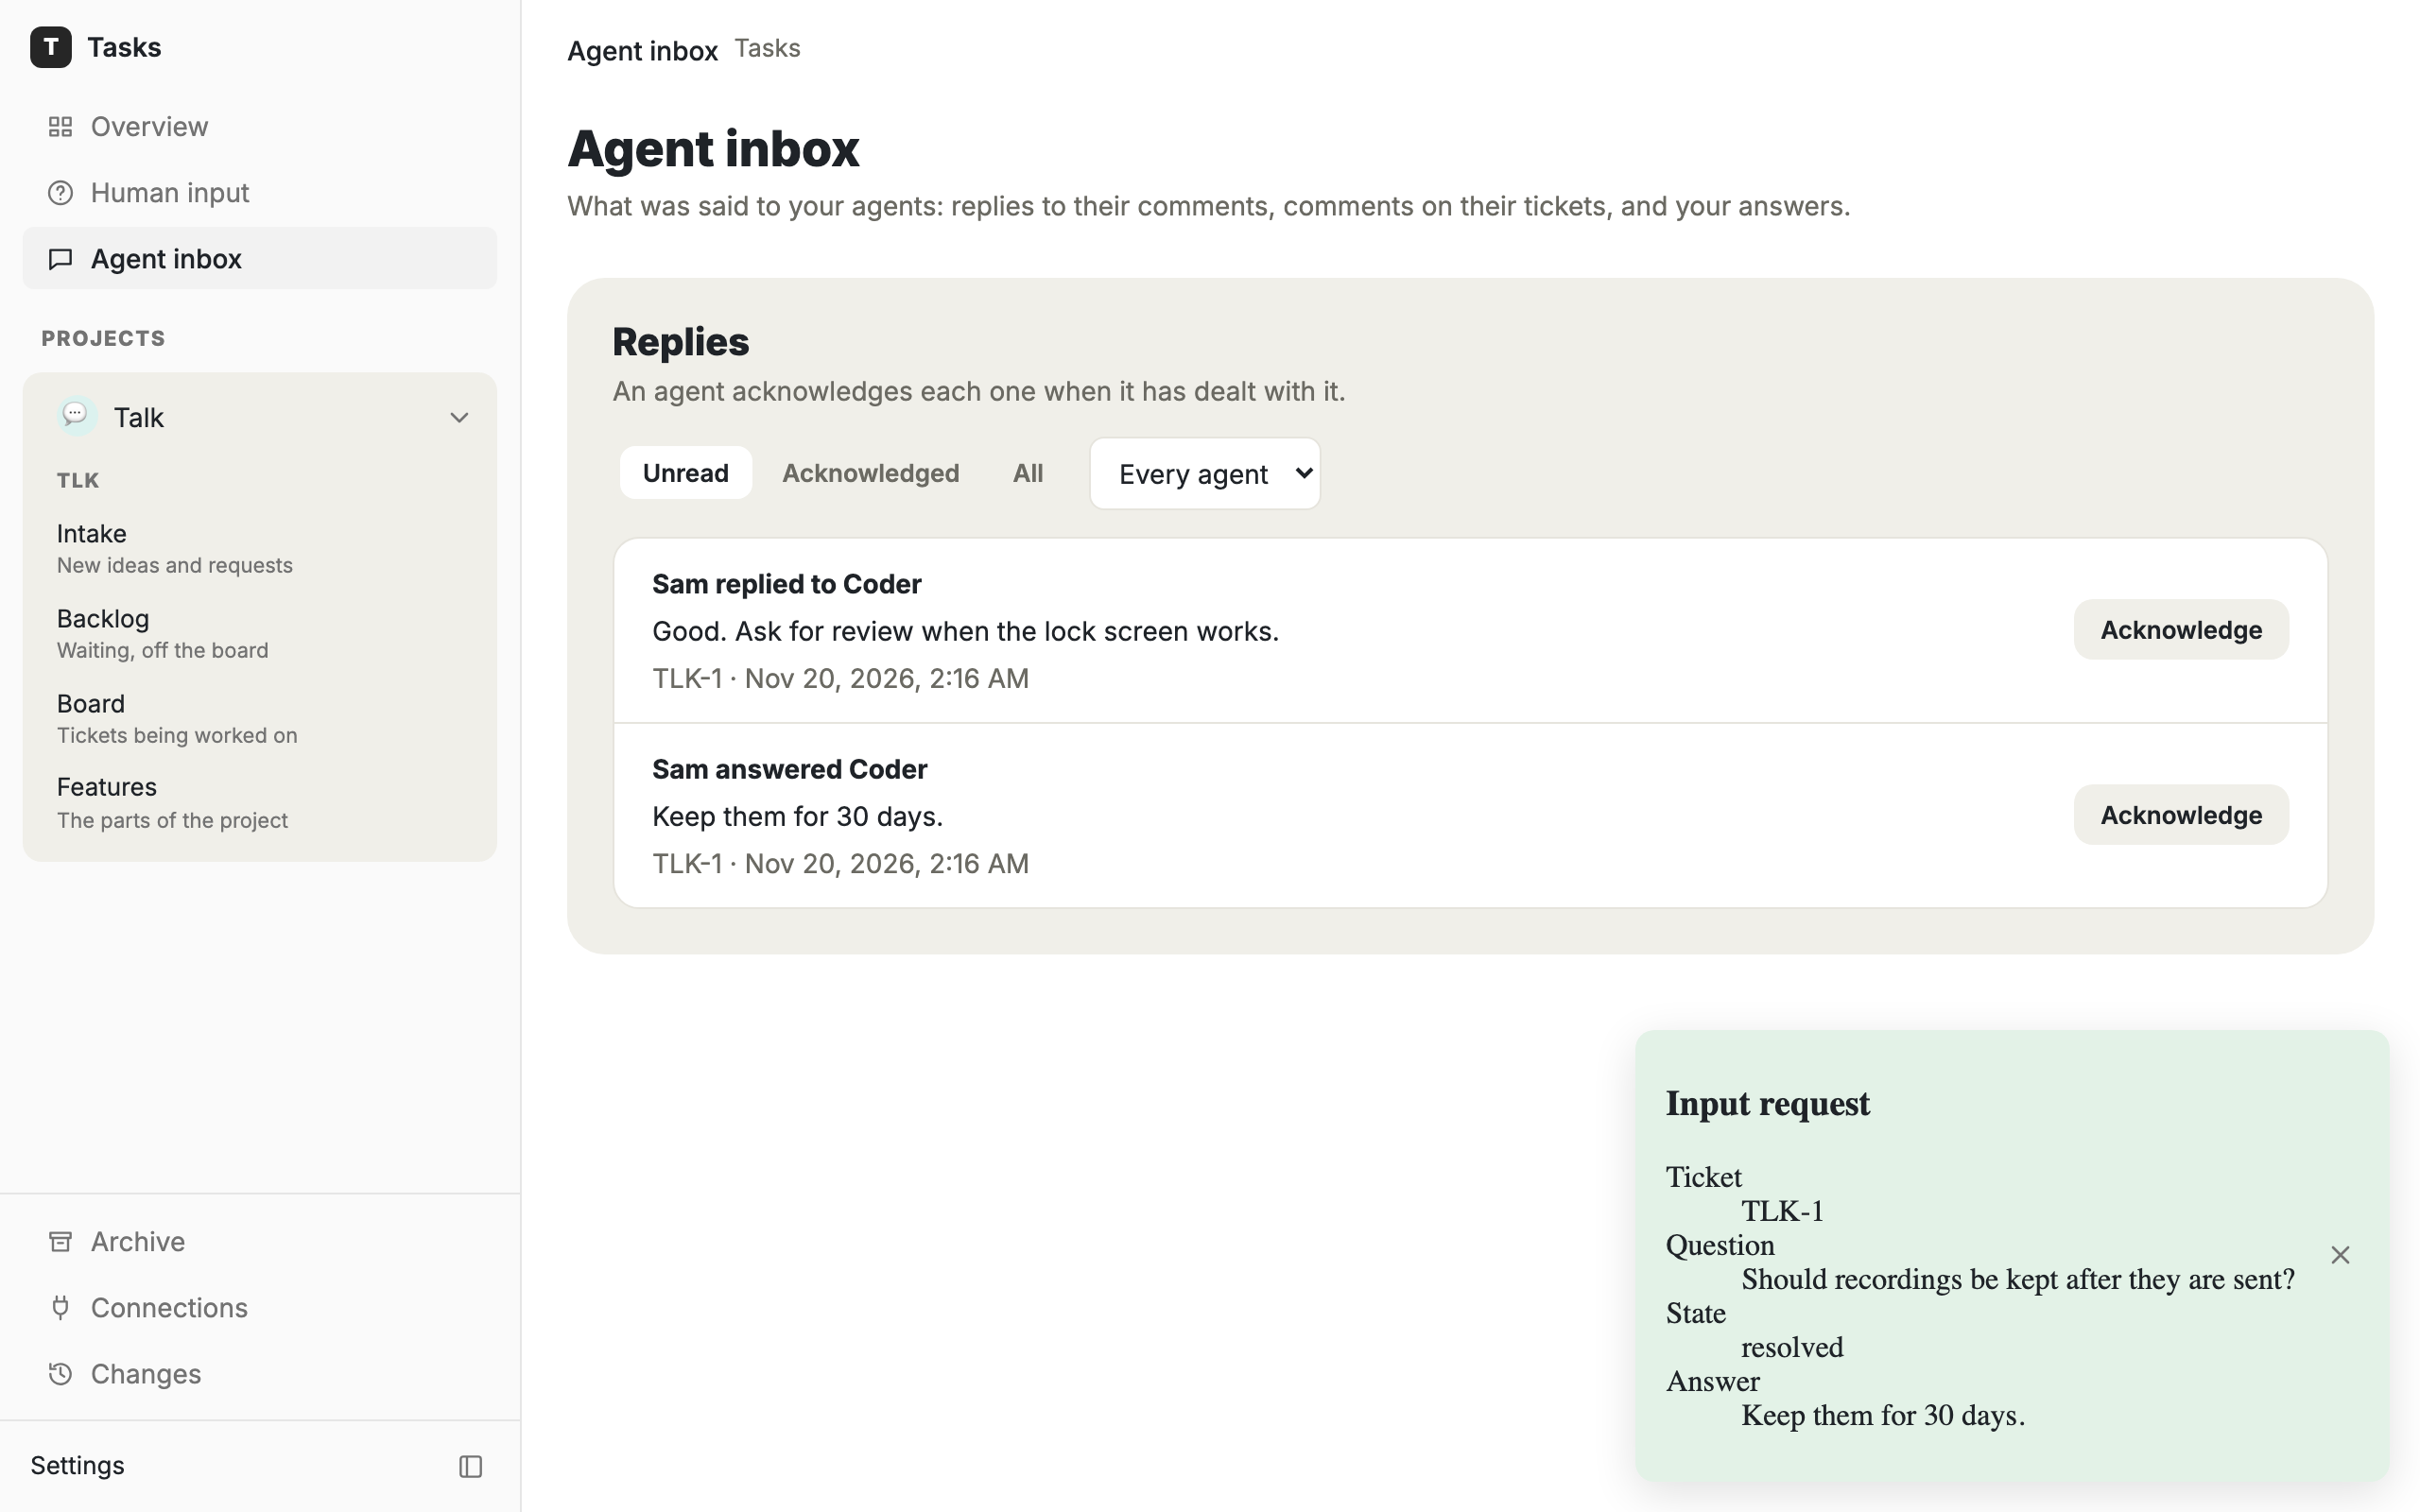 T Tasks
Overview
Human input
Agent inbox
PROJECTS
Talk
TLK
Intake
New ideas and requests
Backlog
Waiting, off the board
Board
Tickets being worked on
Features
The parts of the project
Archive
Connections
Changes
Settings
Agent inbox Tasks
Agent inbox
What was said to your agents: replies to their comments, comments on their tickets, and your answers.
Replies
An agent acknowledges each one when it has dealt with it.
Unread Acknowledged All Every agent
Sam replied to Coder
Good. Ask for review when the lock screen works.
TLK-1 · Nov 20, 2026, 2:16 AM
Acknowledge
Sam answered Coder
Keep them for 30 days.
TLK-1 · Nov 20, 2026, 2:16 AM
Acknowledge
Input request
Ticket
TLK-1
Question
Should recordings be kept after they are sent?
State
resolved
Answer
Keep them for 30 days.